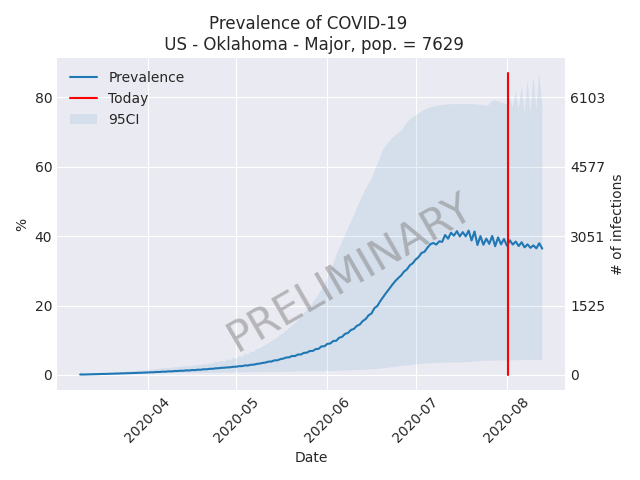 Prevalence of COVID-19
US - Oklahoma - Major, pop. = 7629
Prevalence
Today
95CI
80
60
40
20
0
%
6103
4577
3051
1525
0
# of infections
PRELIMINARY
2020-04
2020-05
2020-06
2020-07
2020-08
Date